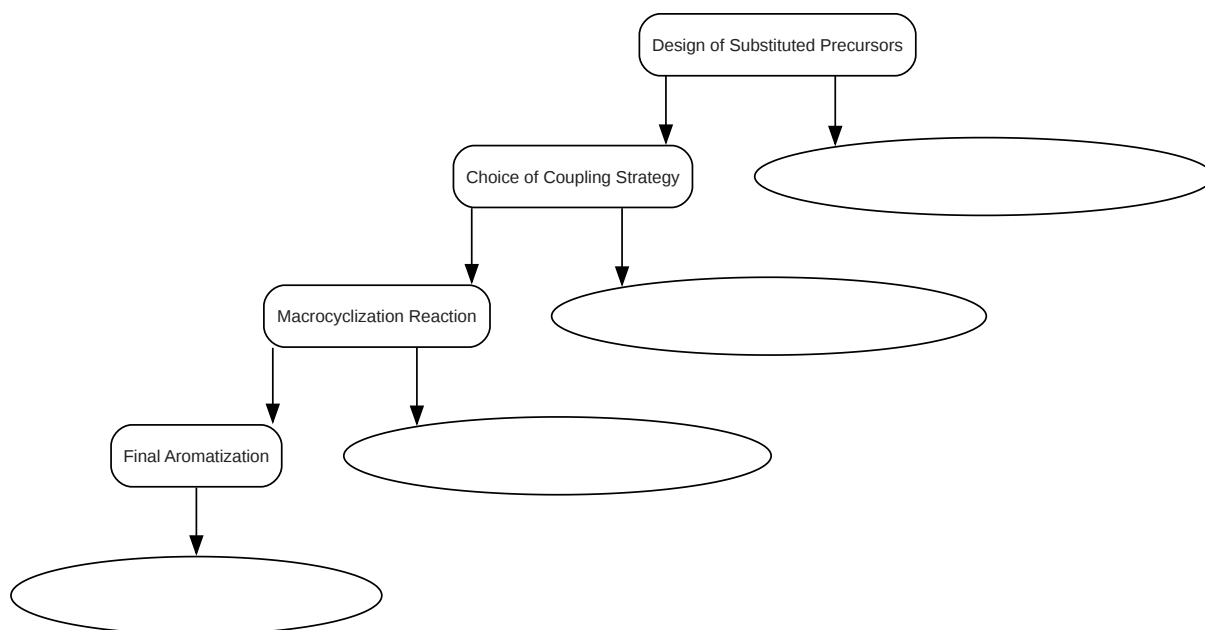 Design of Substituted Precursors
Choice of Coupling Strategy
Macrocyclization Reaction
Final Aromatization